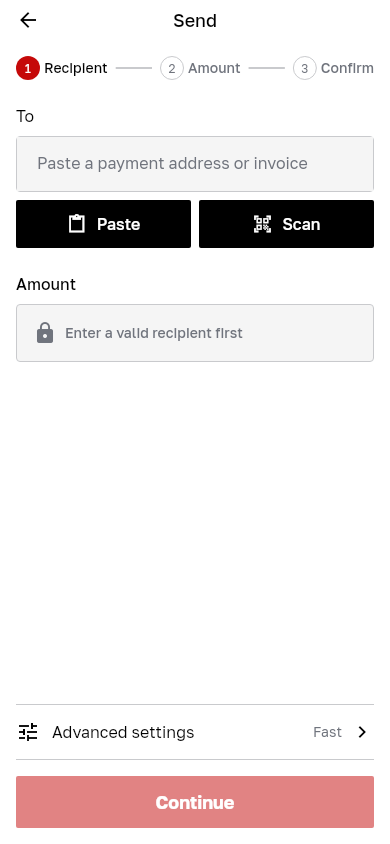 Send
1 Recipient 2 Amount 3 Confirm
To
Paste a payment address or invoice
Paste Scan
Amount
Enter a valid recipient first
Advanced settings Fast
Continue